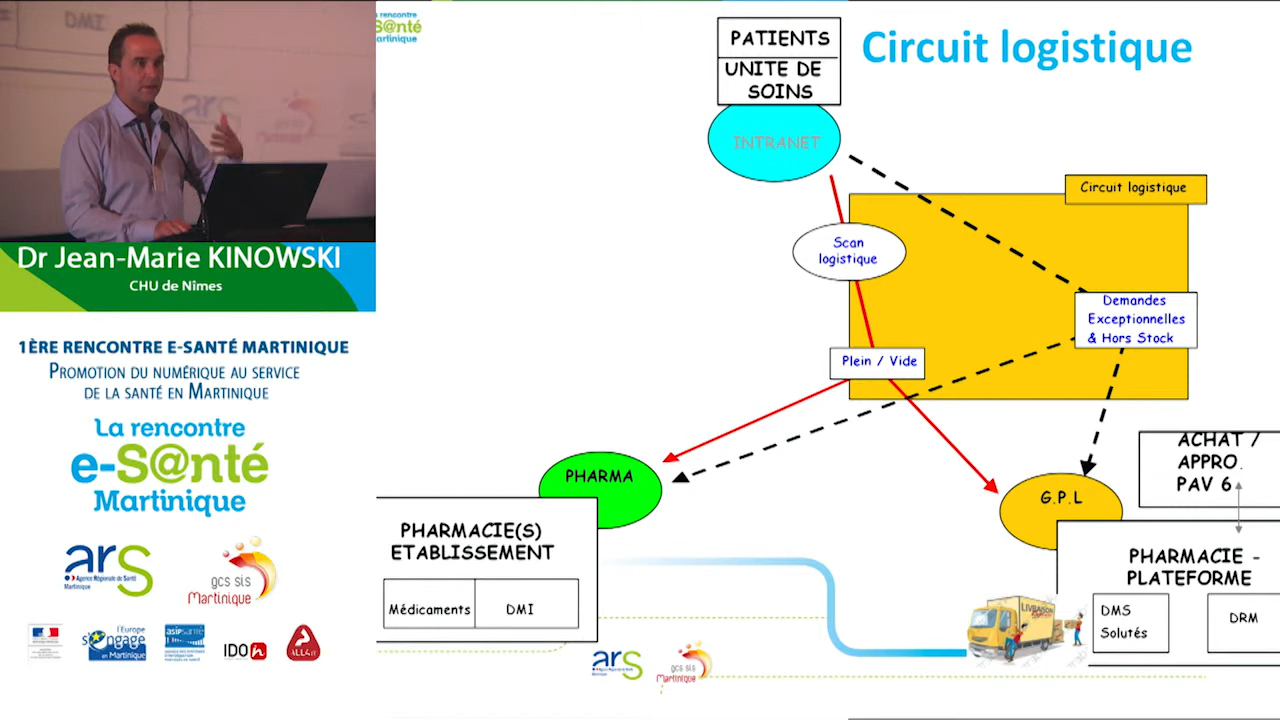 DMI
Dr Jean-Marie KINOWSKI
CHU de Nîmes
1ÈRE RENCONTRE E-SANTÉ MARTINIQUE
PROMOTION DU NUMÉRIQUE AU SERVICE
DE LA SANTÉ EN MARTINIQUE
La rencontre
e-S@nté
Martinique
ars
Agence Régionale de Santé
Martinique
gcs sis
Martinique
l'Europe
s'engage
en Martinique
asipsanté
IDO
ALL4IT
rencontre
S@nté
artinique
Circuit logistique
PATIENTS
UNITE DE
SOINS
INTRANET
Circuit logistique
Scan
logistique
Demandes
Exceptionnelles
& Hors Stock
Plein / Vide
PHARMA
G.P.L
ACHAT /
APPRO.
PAV 6
PHARMACIE(S)
ETABLISSEMENT
Médicaments
DMI
PHARMACIE -
PLATEFORME
DMS
Solutés
DRM
LIVRAISON
ars
gcs sis
Martinique